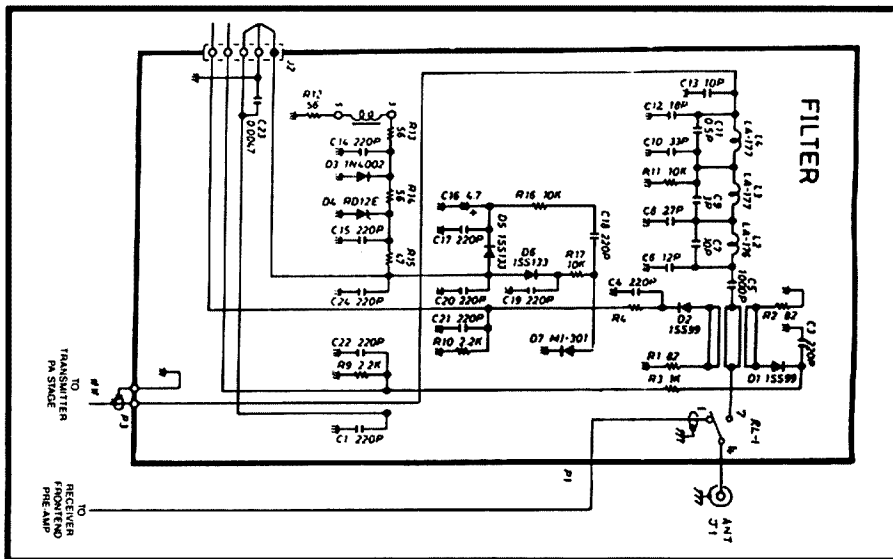 FILTER
J2
C23
0.0047
R12
56
5
3
R13
56
C14 220P
D3 1N4002
R14
56
D4 RD12E
C15 220P
R15
47
C24 220P
C22 220P
R9 2.2K
C1 220P
C16 4.7
+
C17 220P
D5 1SS133
R16 10K
C18 220P
D6
1SS133
R17
10K
C20 220P
C19 220P
C21 220P
R10 2.2K
D7 MI-301
C13 10P
C12 18P
C11
0.5P
L4
LA-177
C10 33P
R11 10K
L3
LA-177
C9
C8 27P
L2
LA-176
C7
C6 12P
C5
1000P
C4 220P
R4
D2
1SS99
R2 82
C3 220P
R1 82
D1 1SS99
R3 1K
RL-1
7
1
P1
ANT
J1
TO
TRANSMITTER
PA STAGE
P3
TO
RECEIVER
FRONTEND
PRE-AMP